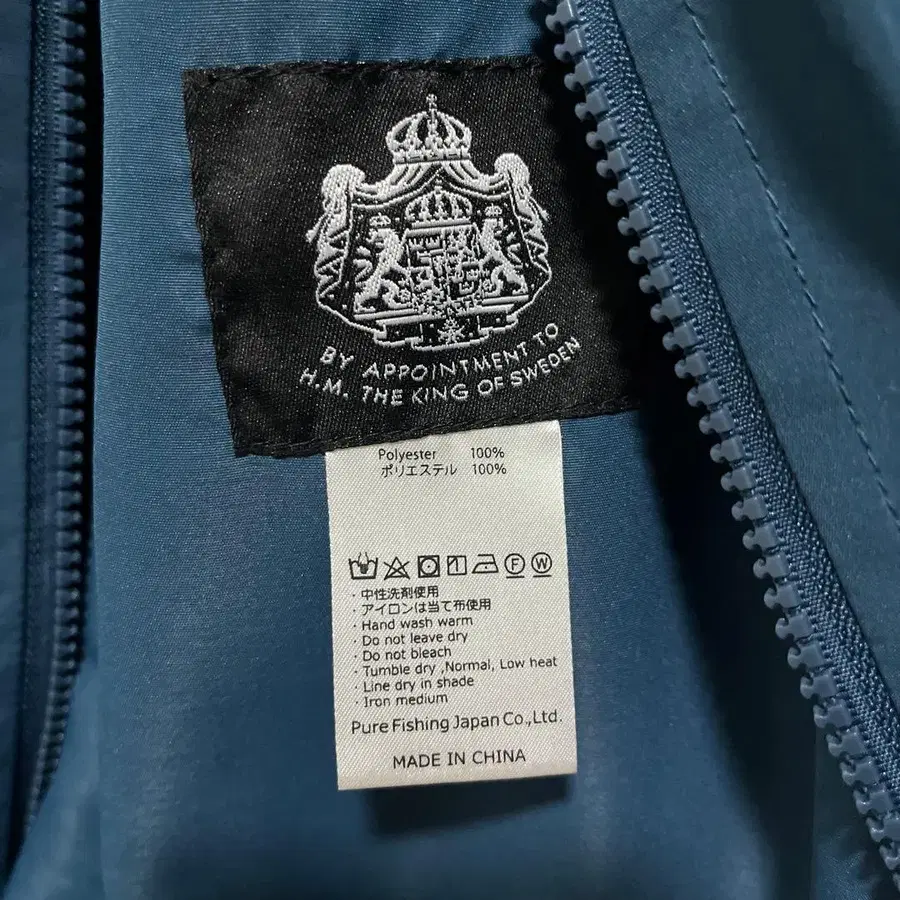 BY APPOINTMENT TO
H.M. THE KING OF SWEDEN
Polyester 100%
ポリエステル 100%
・中性洗剤使用
・アイロンは当て布使用
・Hand wash warm
・Do not leave dry
・Do not bleach
・Tumble dry ,Normal, Low heat
・Line dry in shade
・Iron medium
Pure Fishing Japan Co.,Ltd.
MADE IN CHINA